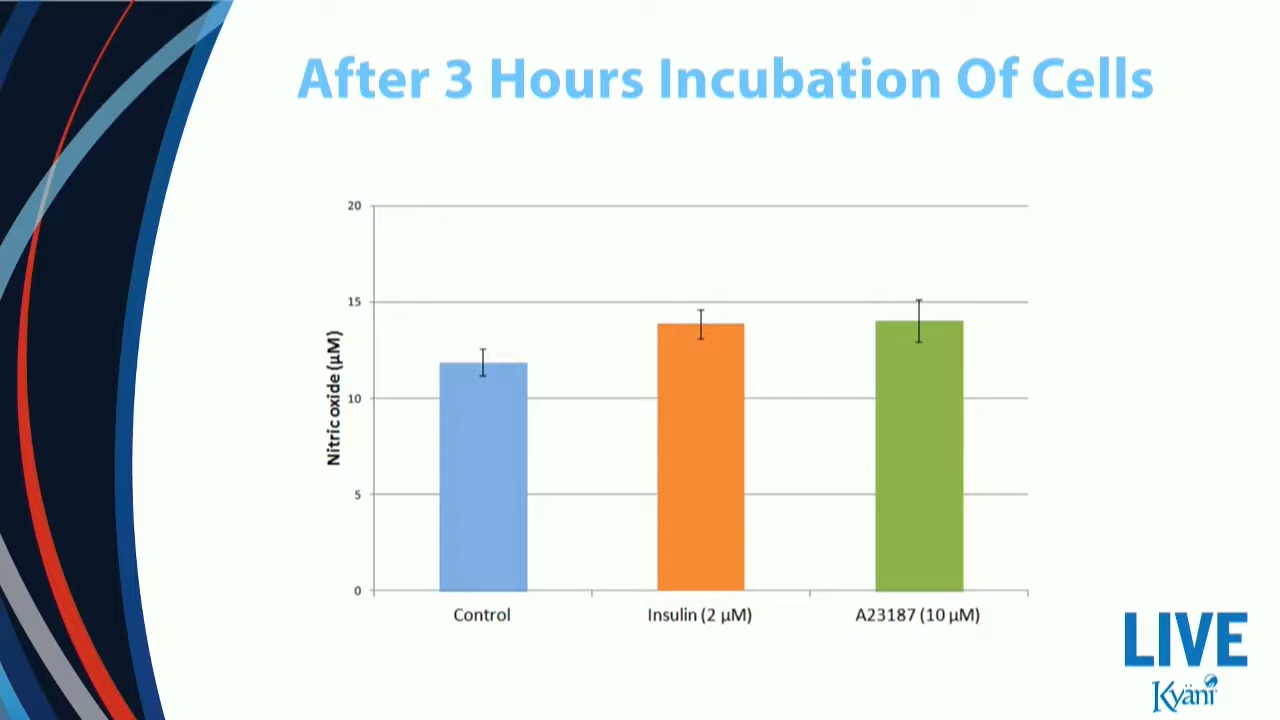 After 3 Hours Incubation Of Cells
20
15
10
5
0
Nitric oxide (µM)
Control
Insulin (2 µM)
A23187 (10 µM)
LIVE
Kyäni